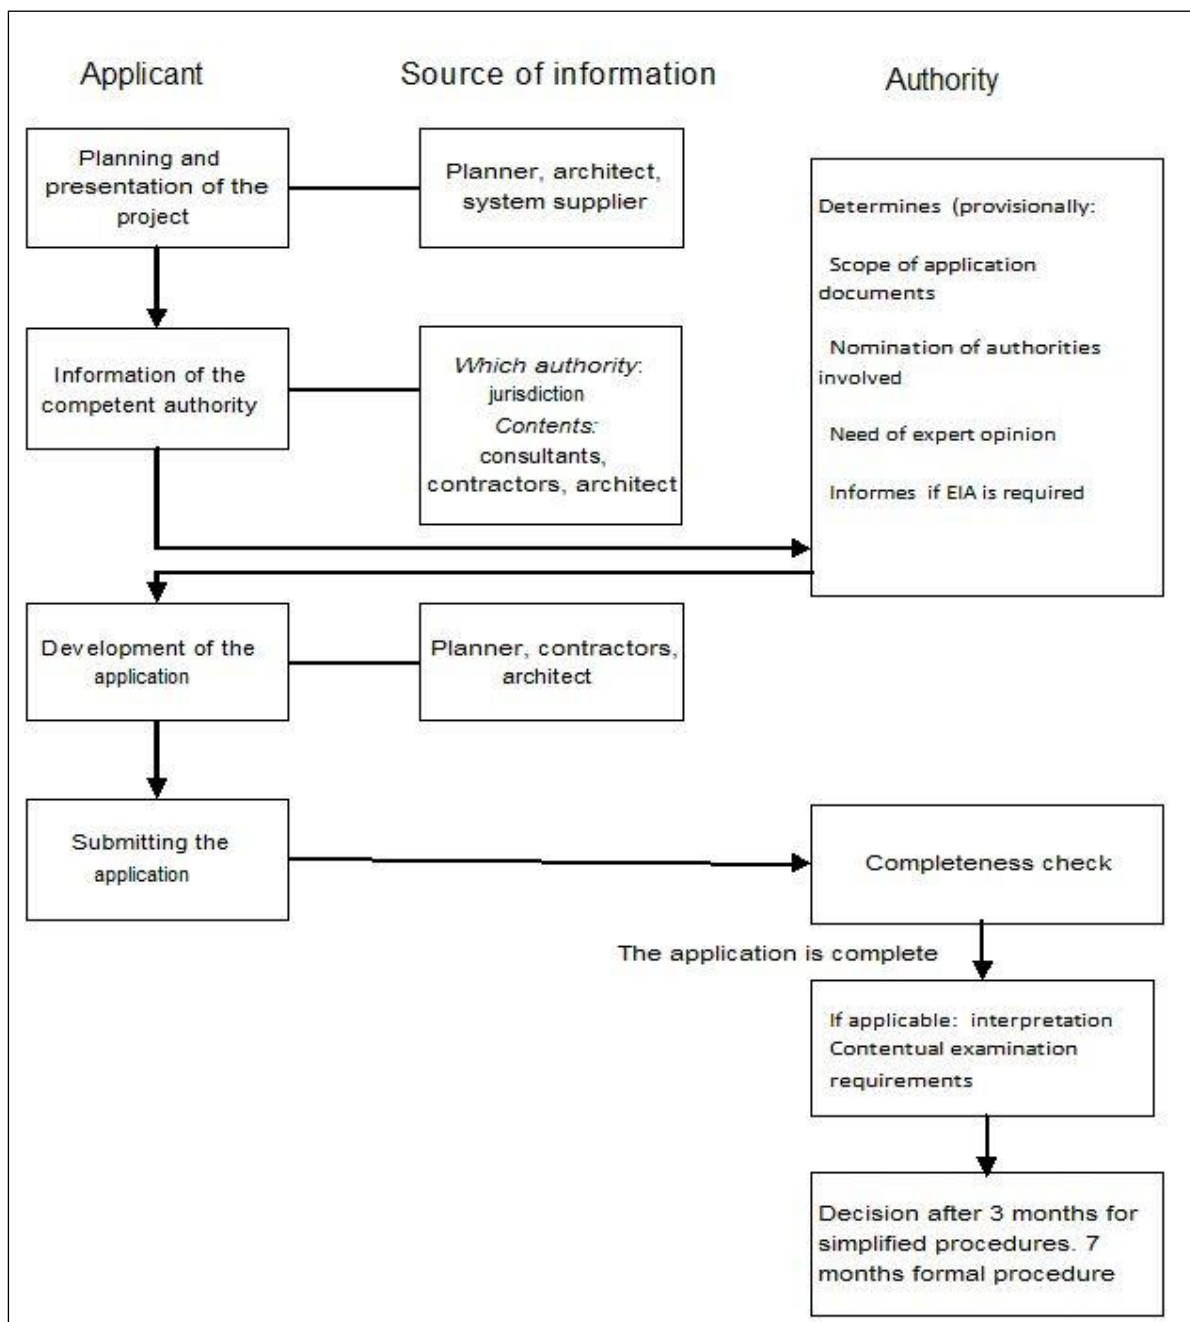 Applicant
Source of information
Authority
Planning and
presentation of the
project
Planner, architect,
system supplier
Determines (provisionally:
Scope of application
documents
Nomination of authorities
involved
Need of expert opinion
Informes if EIA is required
Information of the
competent authority
Which authority:
jurisdiction
Contents:
consultants,
contractors, architect
Development of the
application
Planner, contractors,
architect
Submitting the
application
Completeness check
The application is complete
If applicable: interpretation
Contentual examination
requirements
Decision after 3 months for
simplified procedures. 7
months formal procedure